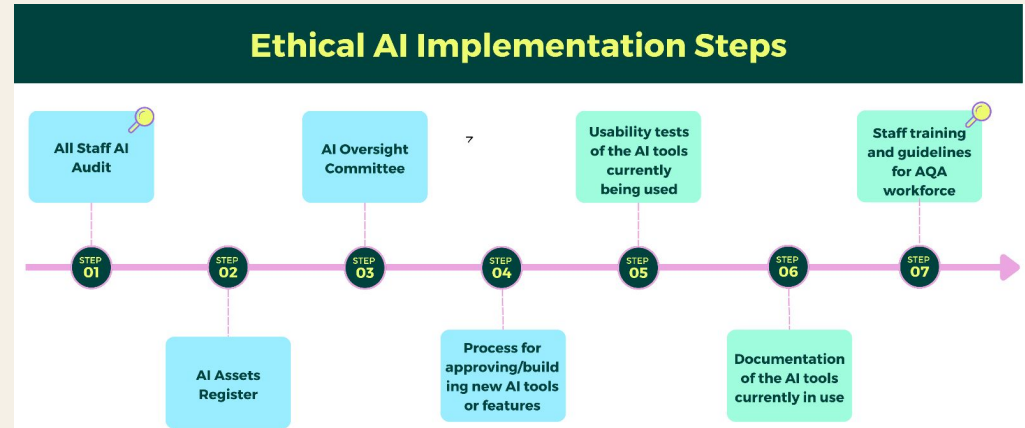 Ethical AI Implementation Steps
All Staff AI
Audit
AI Oversight
Committee
Usability tests
of the AI tools
currently
being used
Staff training
and guidelines
for AQA
workforce
STEP
01
STEP
02
STEP
03
STEP
04
STEP
05
STEP
06
STEP
07
AI Assets
Register
Process for
approving/build
ing new AI tools
or features
Documentation
of the AI tools
currently in use